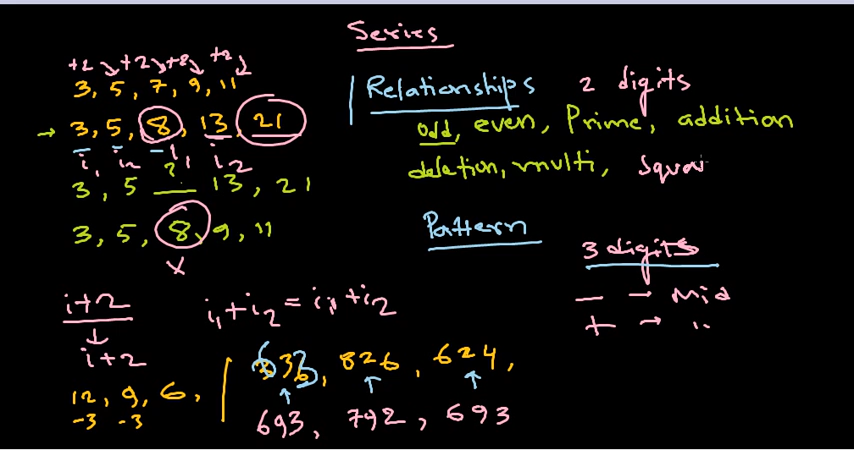 Series
+2 +2 +2 +2
3, 5, 7, 9, 11
→ 3, 5, 8, 13, 21
i, i2 i, i2
?
3, 5 __ 13, 21
3, 5, 8, 9, 11
x
i+2
↓
i+2
i1 + i2 = i1 + i2
12, 9, 6,
-3 -3
826, 624,
↑ ↑ ↑
693, 792, 693
Relationships 2 digits
odd, even, Prime, addition
deletion, multi, squar
Pattern
3 digits
— → Mid
+ → "